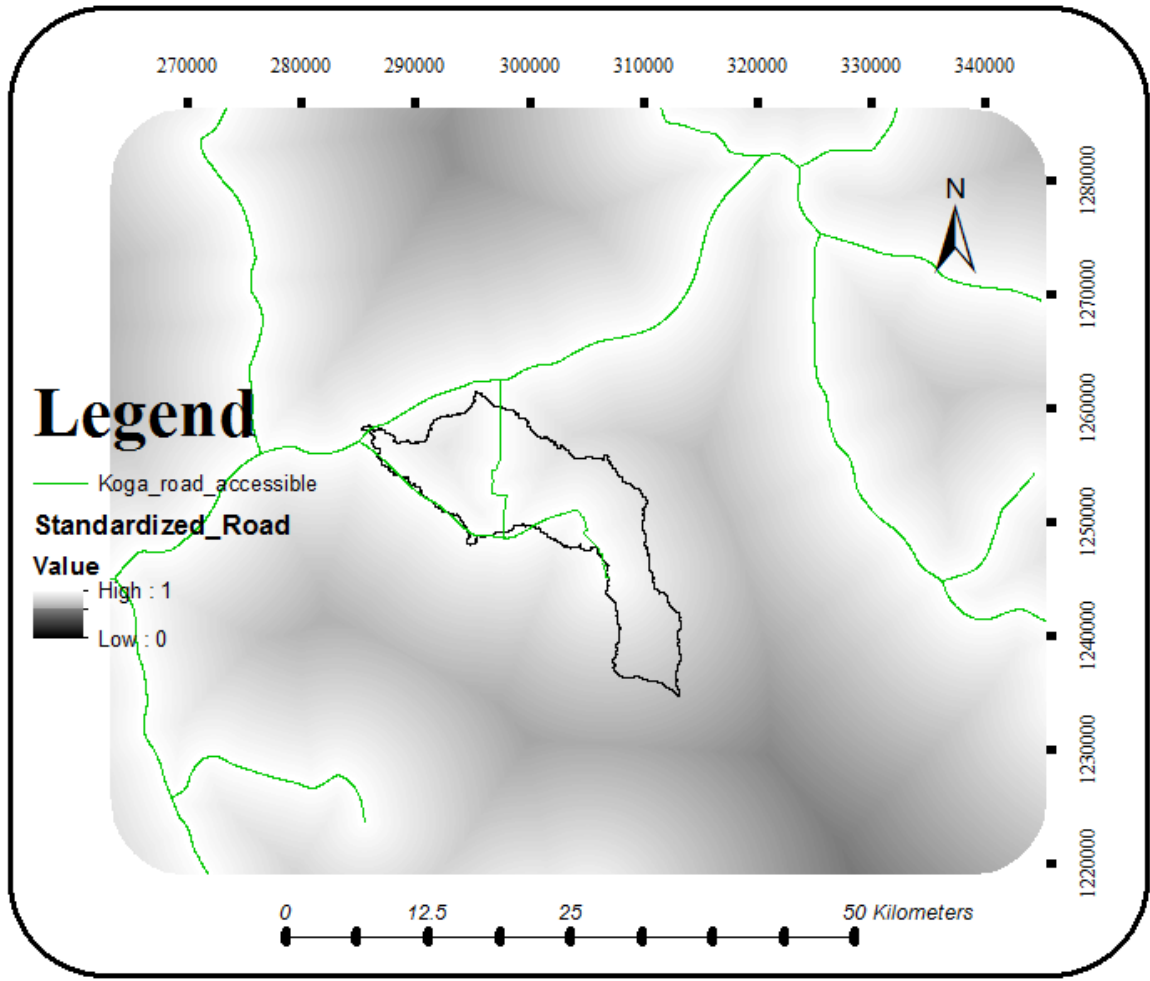 270000 280000 290000 300000 310000 320000 330000 340000
N
1280000
1270000
1260000
1250000
1240000
1230000
1220000
Legend
Koga_road_accessible
Standardized_Road
Value
High : 1
Low : 0
0 12.5 25 50 Kilometers